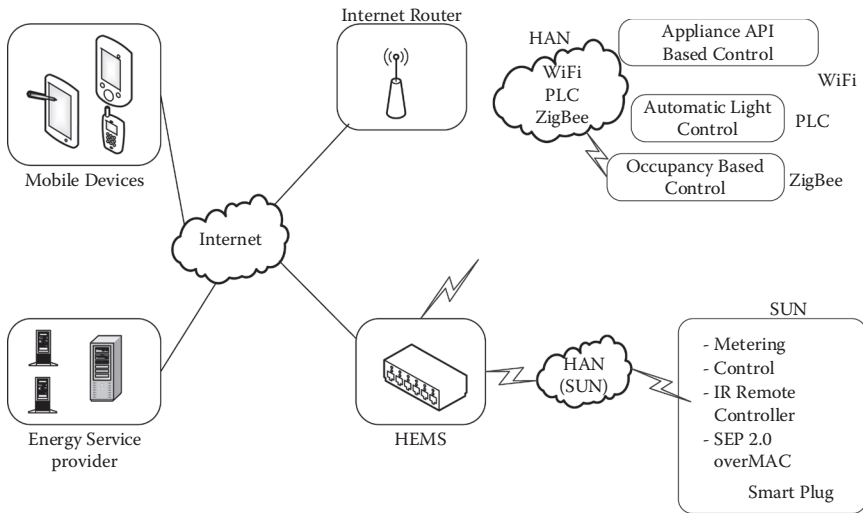 Internet Router
HAN
WiFi
PLC
ZigBee
Appliance API
Based Control
WiFi
Automatic Light
Control
PLC
Occupancy Based
Control
ZigBee
Mobile Devices
Internet
Energy Service
provider
HEMS
HAN
(SUN)
SUN
- Metering
- Control
- IR Remote
Controller
- SEP 2.0
overMAC
Smart Plug